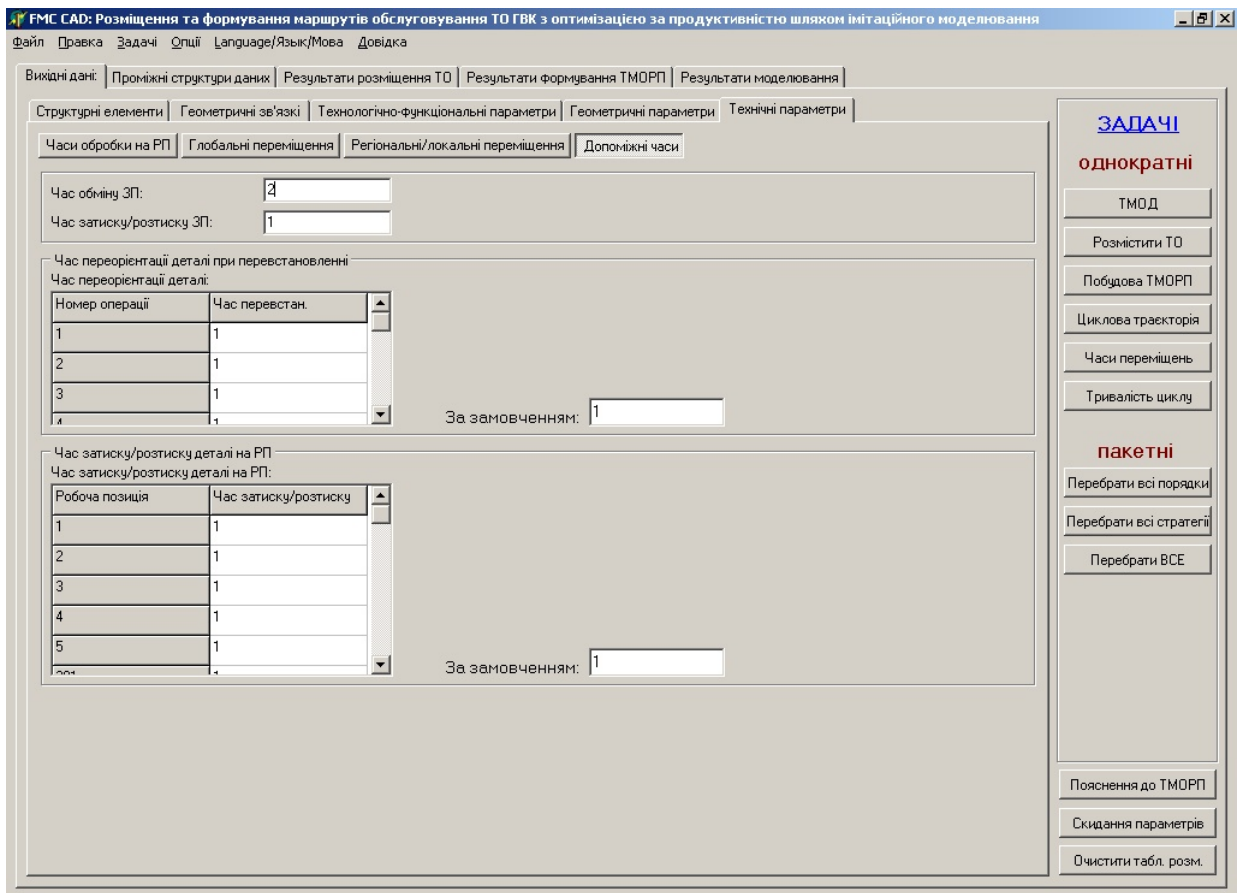 FMC CAD: Розміщення та формування маршрутів обслуговування ТО ГВК з оптимізацією за продуктивністю шляхом імітаційного моделювання
Файл Правка Задачі Опції Language/Язык/Мова Довідка
Вихідні дані: Проміжні структури даних Результати розміщення ТО Результати формування ТМОРП Результати моделювання
Структурні елементи Геометричні зв'язкі Технологічно-функціональні параметри Геометричні параметри Технічні параметри
Часи обробки на РП Глобальні переміщення Регіональні/локальні переміщення Допоміжні часи
Час обміну ЗП: 2
Час затиску/розтиску ЗП: 1
Час переорієнтації деталі при перевстановленні
Час переорієнтації деталі:
Номер операції Час перевстан.
1 1
2 1
3 1
4 1
За замовченням: 1
Час затиску/розтиску деталі на РП
Час затиску/розтиску деталі на РП:
Робоча позиція Час затиску/розтиску
1 1
2 1
3 1
4 1
5 1
201 1
За замовченням: 1
ЗАДАЧІ
однократні
ТМОД
Розмістити ТО
Побудова ТМОРП
Циклова траєкторія
Часи переміщень
Тривалість циклу
пакетні
Перебрати всі порядки
Перебрати всі стратегії
Перебрати ВСЕ
Пояснення до ТМОРП
Скидання параметрів
Очистити табл. розм.